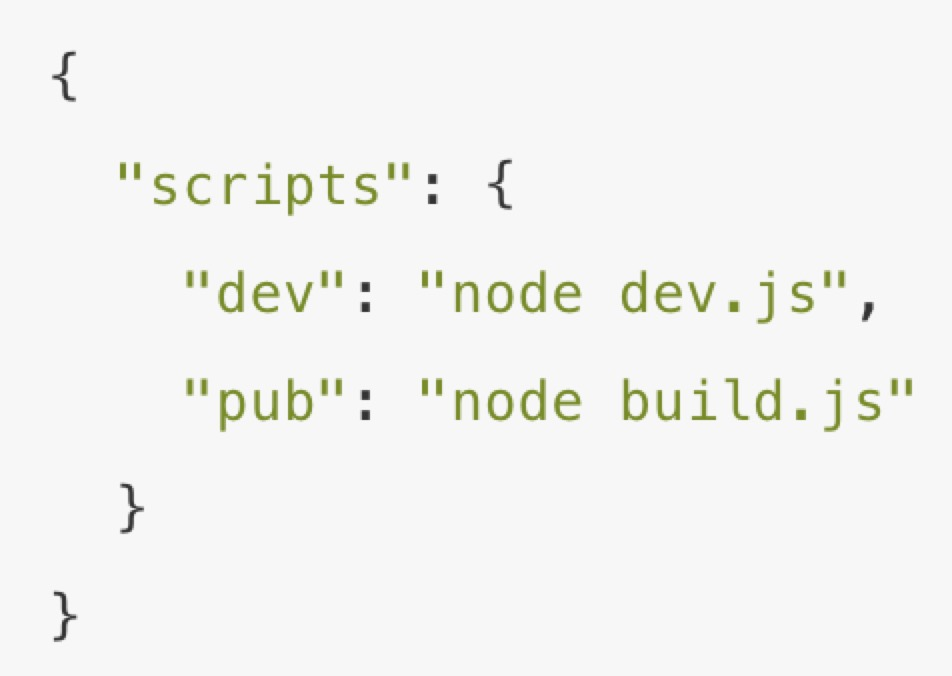 {
  "scripts": {
    "dev": "node dev.js",
    "pub": "node build.js"
  }
}